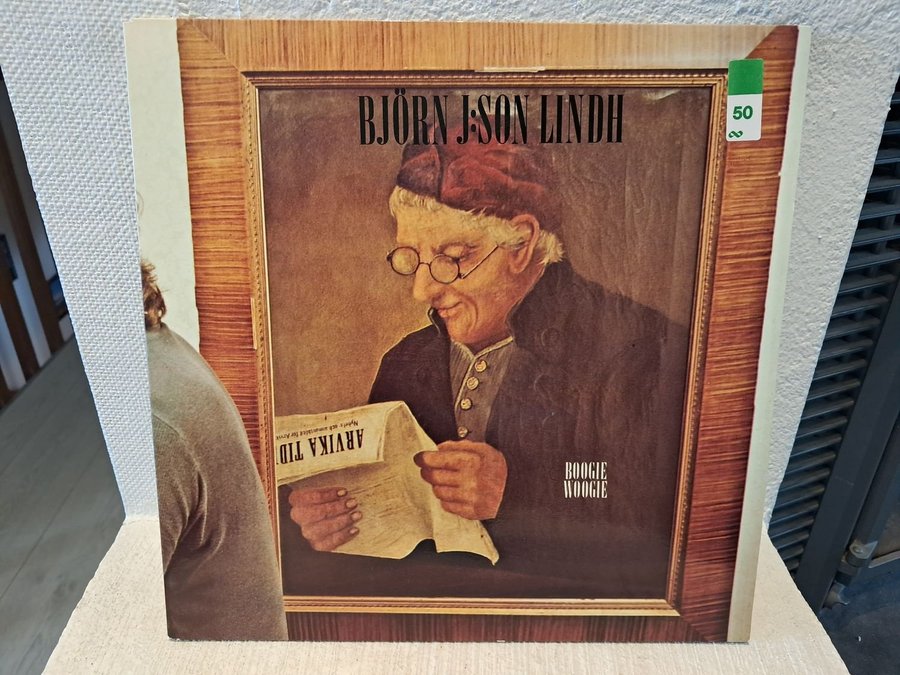 BJÖRN J:SON LINDH
50
ARVIKA TID
BOOGIE
WOOGIE